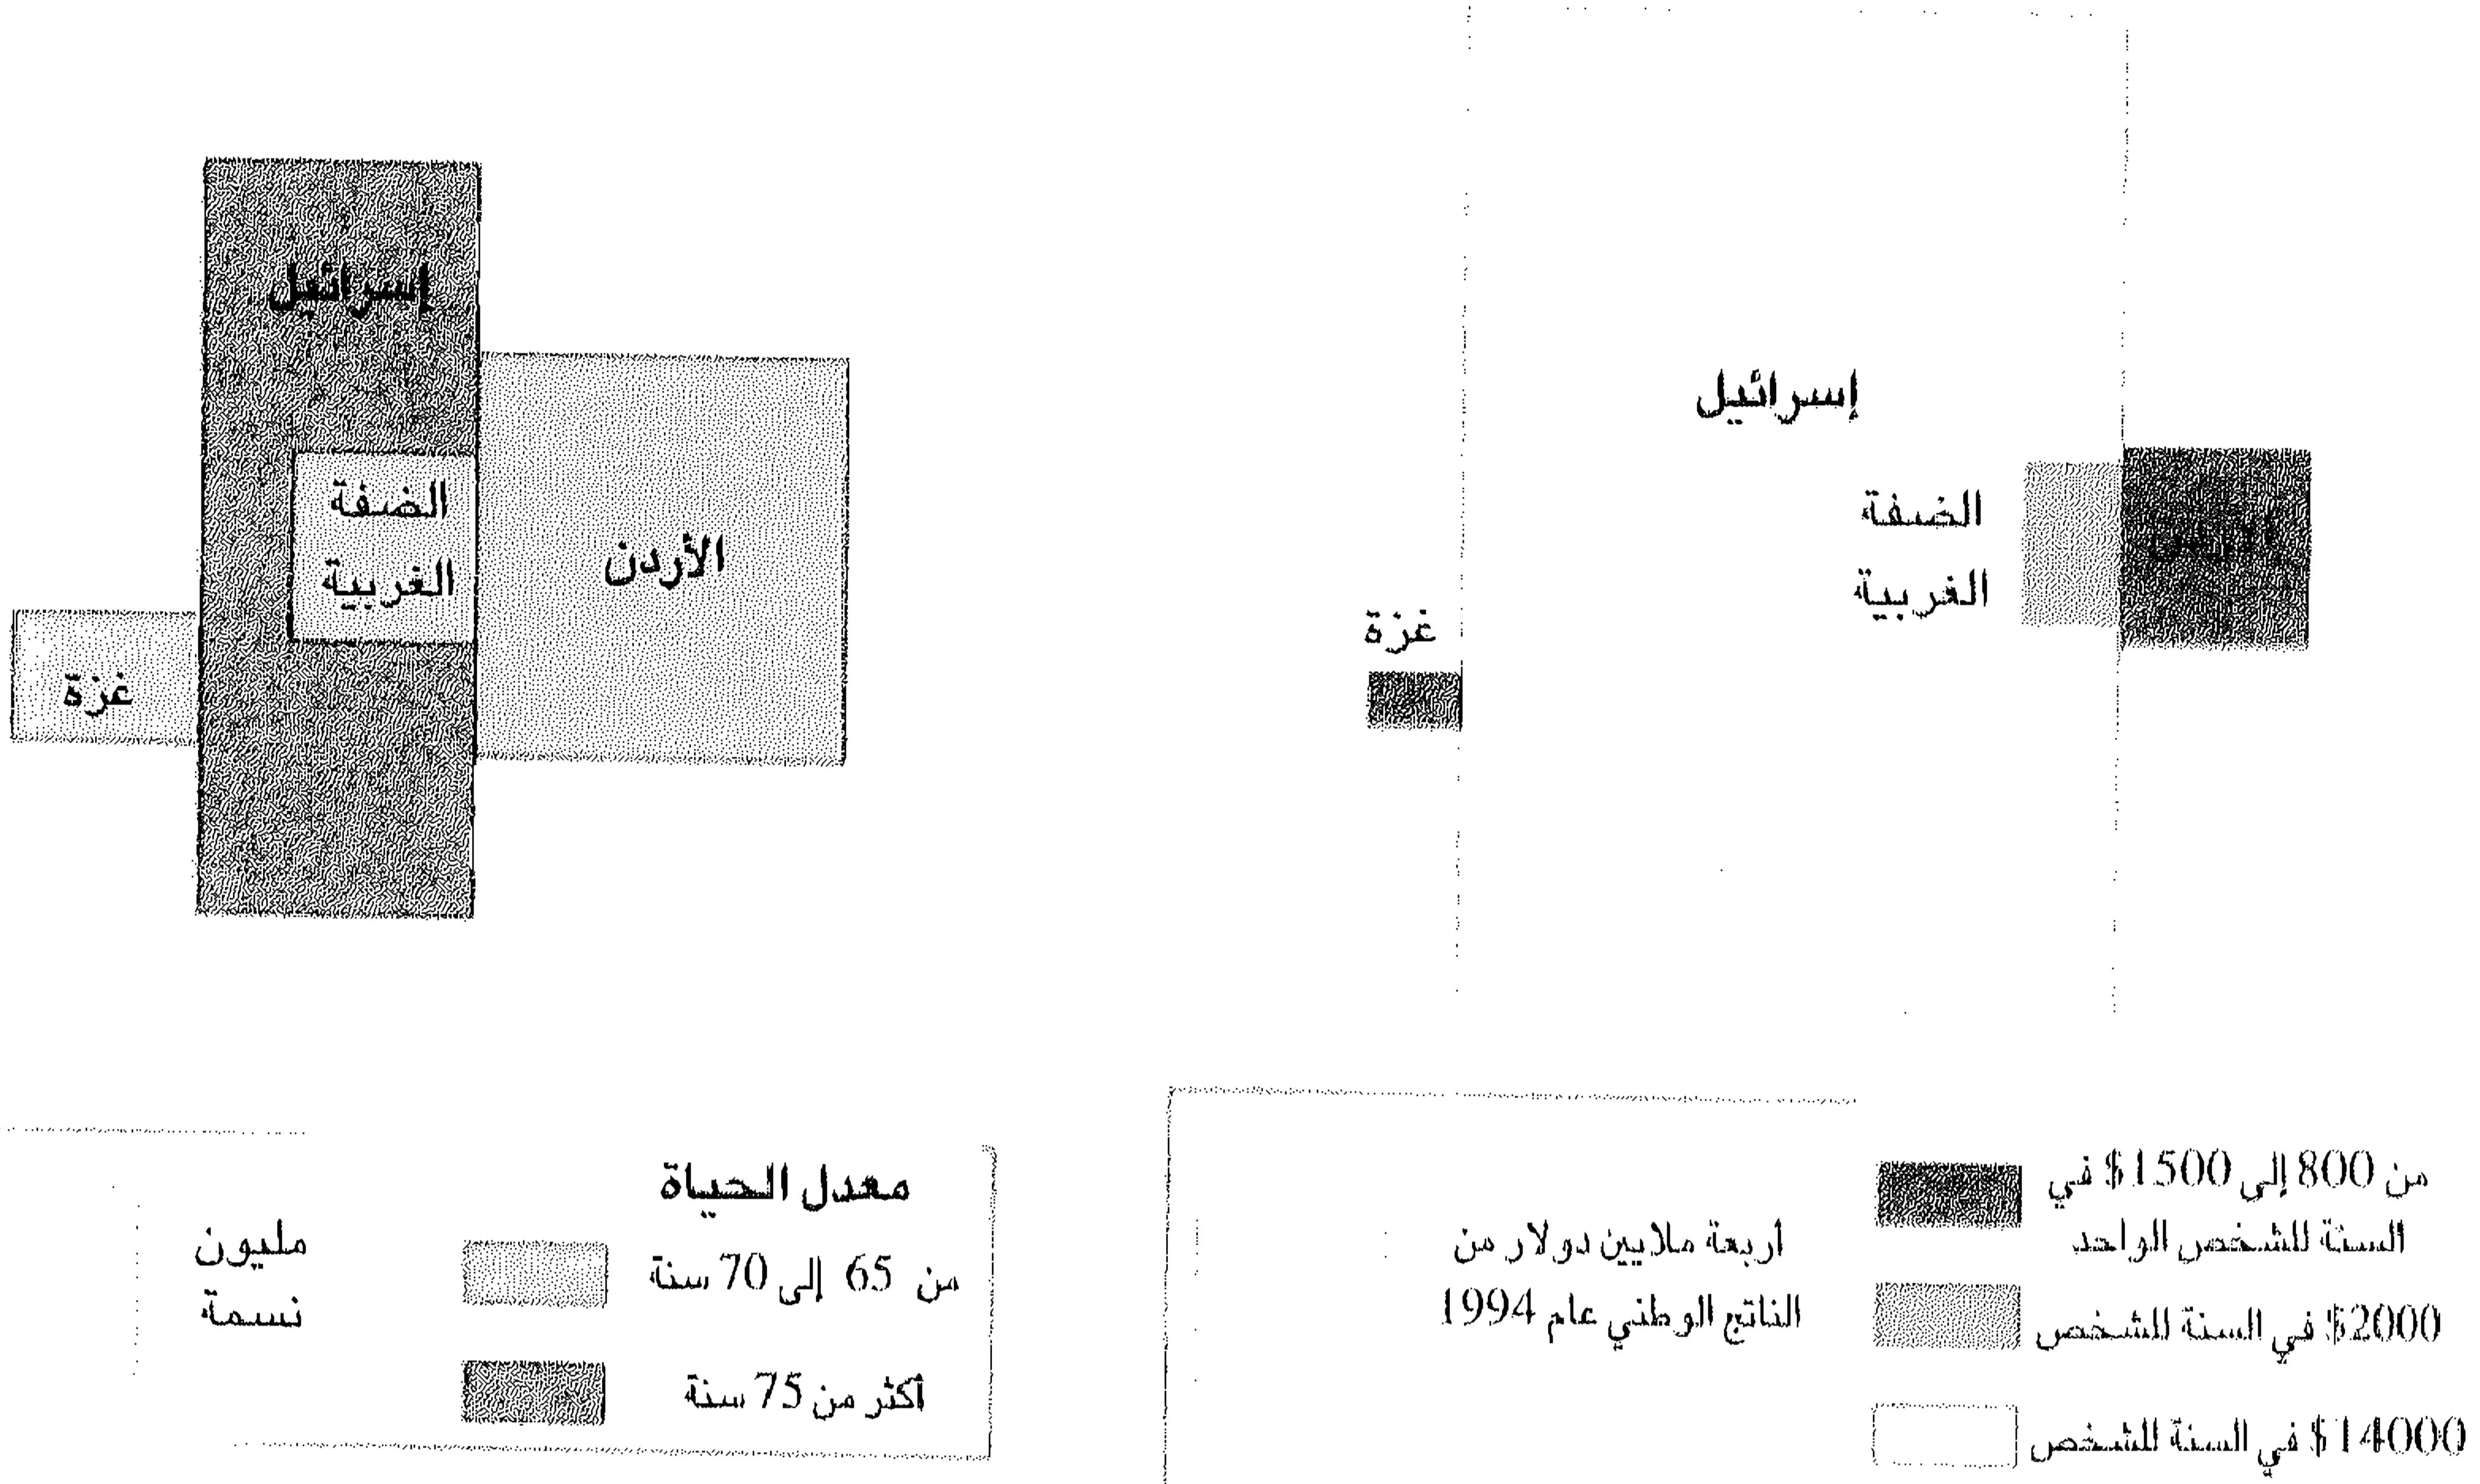 إسرائيل
الضفة
الغربية
الأردن
غزة
إسرائيل
الضفة
الغربية
غزة
معدل الحياة
من 65 إلى 70 سنة
أكثر من 75 سنة
مليون
نسمة
من 800 إلى 1500$ في
السنة للشخص الواحد
2000$ في السنة للشخص
14000$ في السنة للشخص
اربعة ملايين دولار من
الناتج الوطني عام 1994